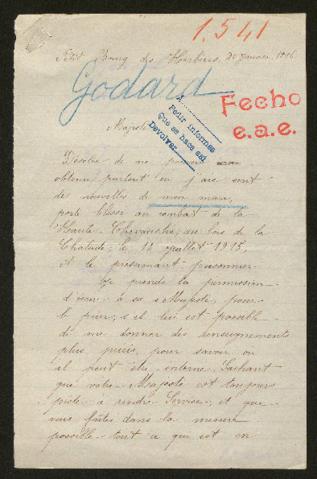 1.541
Petit Bourg des Herbiers, 20 janvier, 1916
Godard
A
Pedir informes
Que se haga así
Devolver
Fecho
e.a.e.
Majesté
Désolée de ne pouvoir
obtenir partout où j'aie écrit
des nouvelles de mon mari,
porté blessé au combat de la
Haute Chevauchée, au bois de la
Chalade, le 14 juillet 1915,
et le présumant prisonnier
Je prends la permission
d'écrire à sa Majesté, pour
le prier, s'il lui est possible
de me donner des renseignements
plus précis, pour savoir où
il peut être interné. Sachant
que votre Majesté est toujours
prête à rendre service, et que
vous faites dans la mesure
possible tout ce qui est en